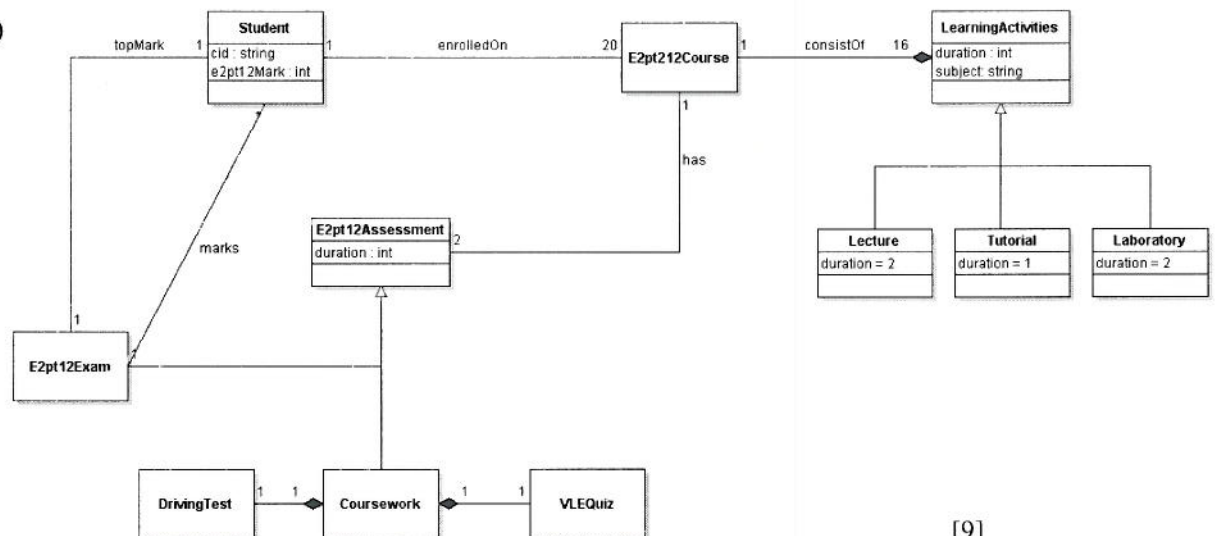 )
Student
cid : string
e2pt12Mark : int
topMark
1
1
enrolledOn
20
E2pt212Course
1
consistOf
16
LearningActivities
duration : int
subject: string
*
1
has
marks
E2pt12Assessment
duration : int
2
Lecture
duration = 2
Tutorial
duration = 1
Laboratory
duration = 2
1
1
E2pt12Exam
DrivingTest
1
1
Coursework
1
1
VLEQuiz
[9]